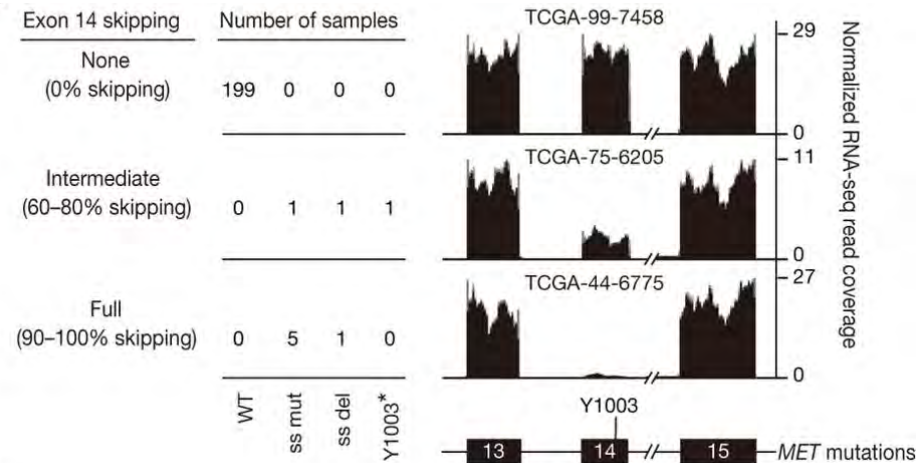 Exon 14 skipping Number of samples
None
(0% skipping)
199 0 0 0
Intermediate
(60–80% skipping)
0 1 1 1
Full
(90–100% skipping)
0 5 1 0
WT
ss mut
ss del
Y1003*
TCGA-99-7458
29
0
TCGA-75-6205
11
0
TCGA-44-6775
27
0
Normalized RNA-seq read coverage
Y1003
13 14 15 MET mutations